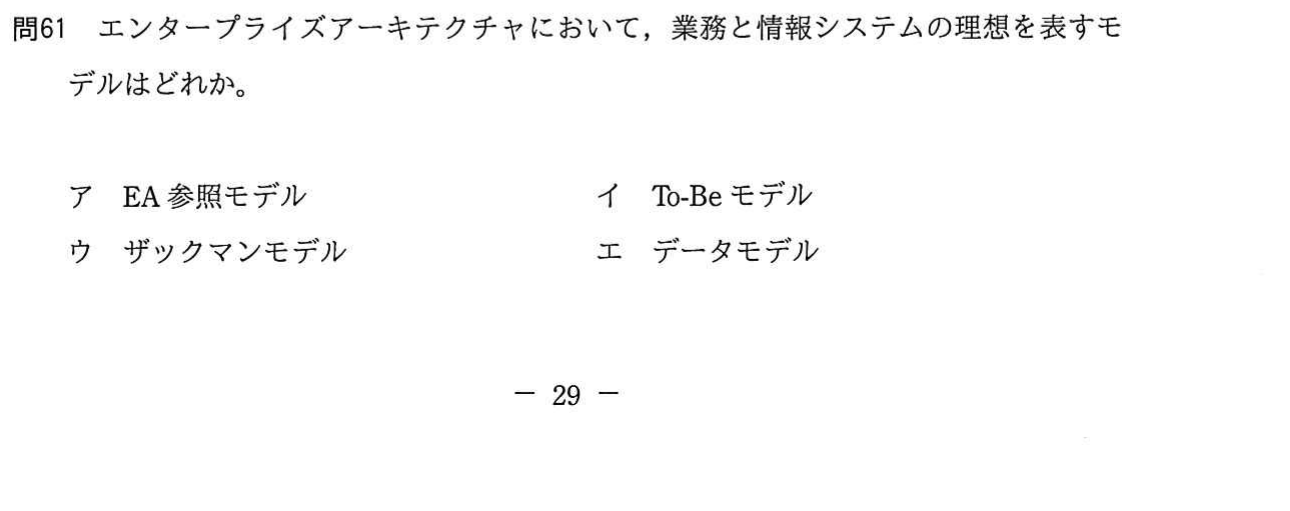 問61　エンタープライズアーキテクチャにおいて，業務と情報システムの理想を表すモ
デルはどれか。
ア　EA 参照モデル　イ　To-Be モデル
ウ　ザックマンモデル　エ　データモデル
－ 29 －